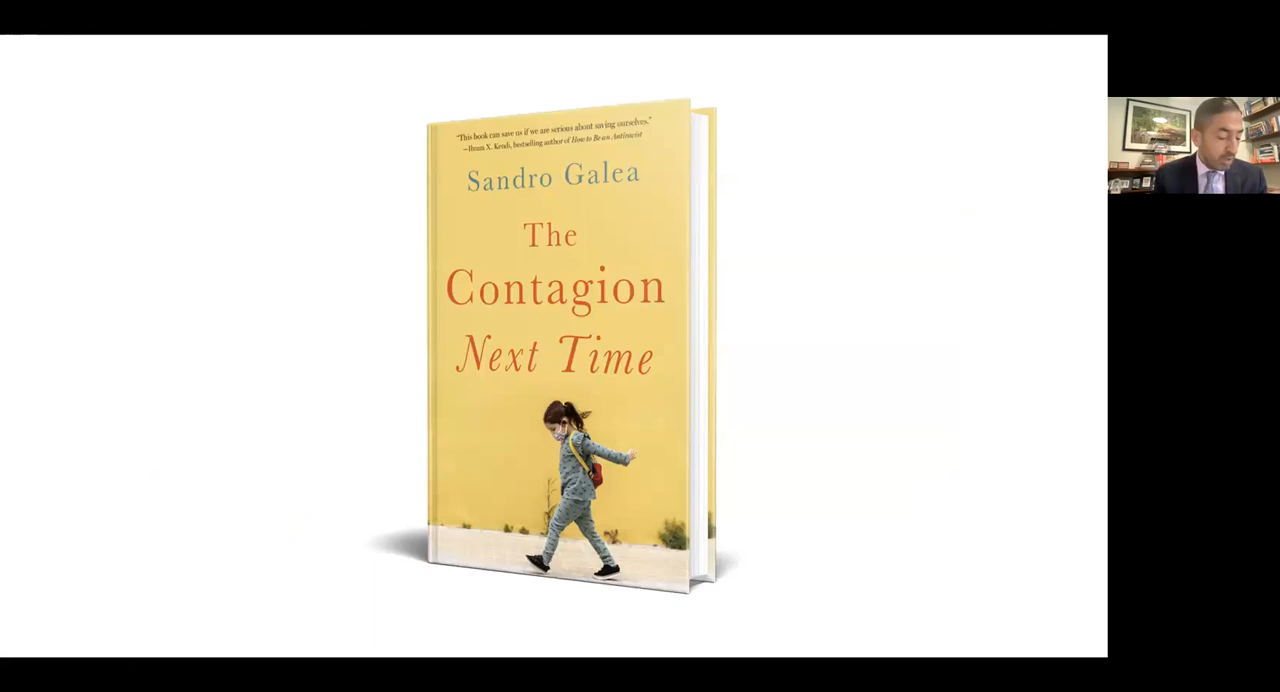 “This book can save us if we are serious about saving ourselves.”
—Ibram X. Kendi, bestselling author of How to Be an Antiracist
Sandro Galea
The
Contagion
Next Time